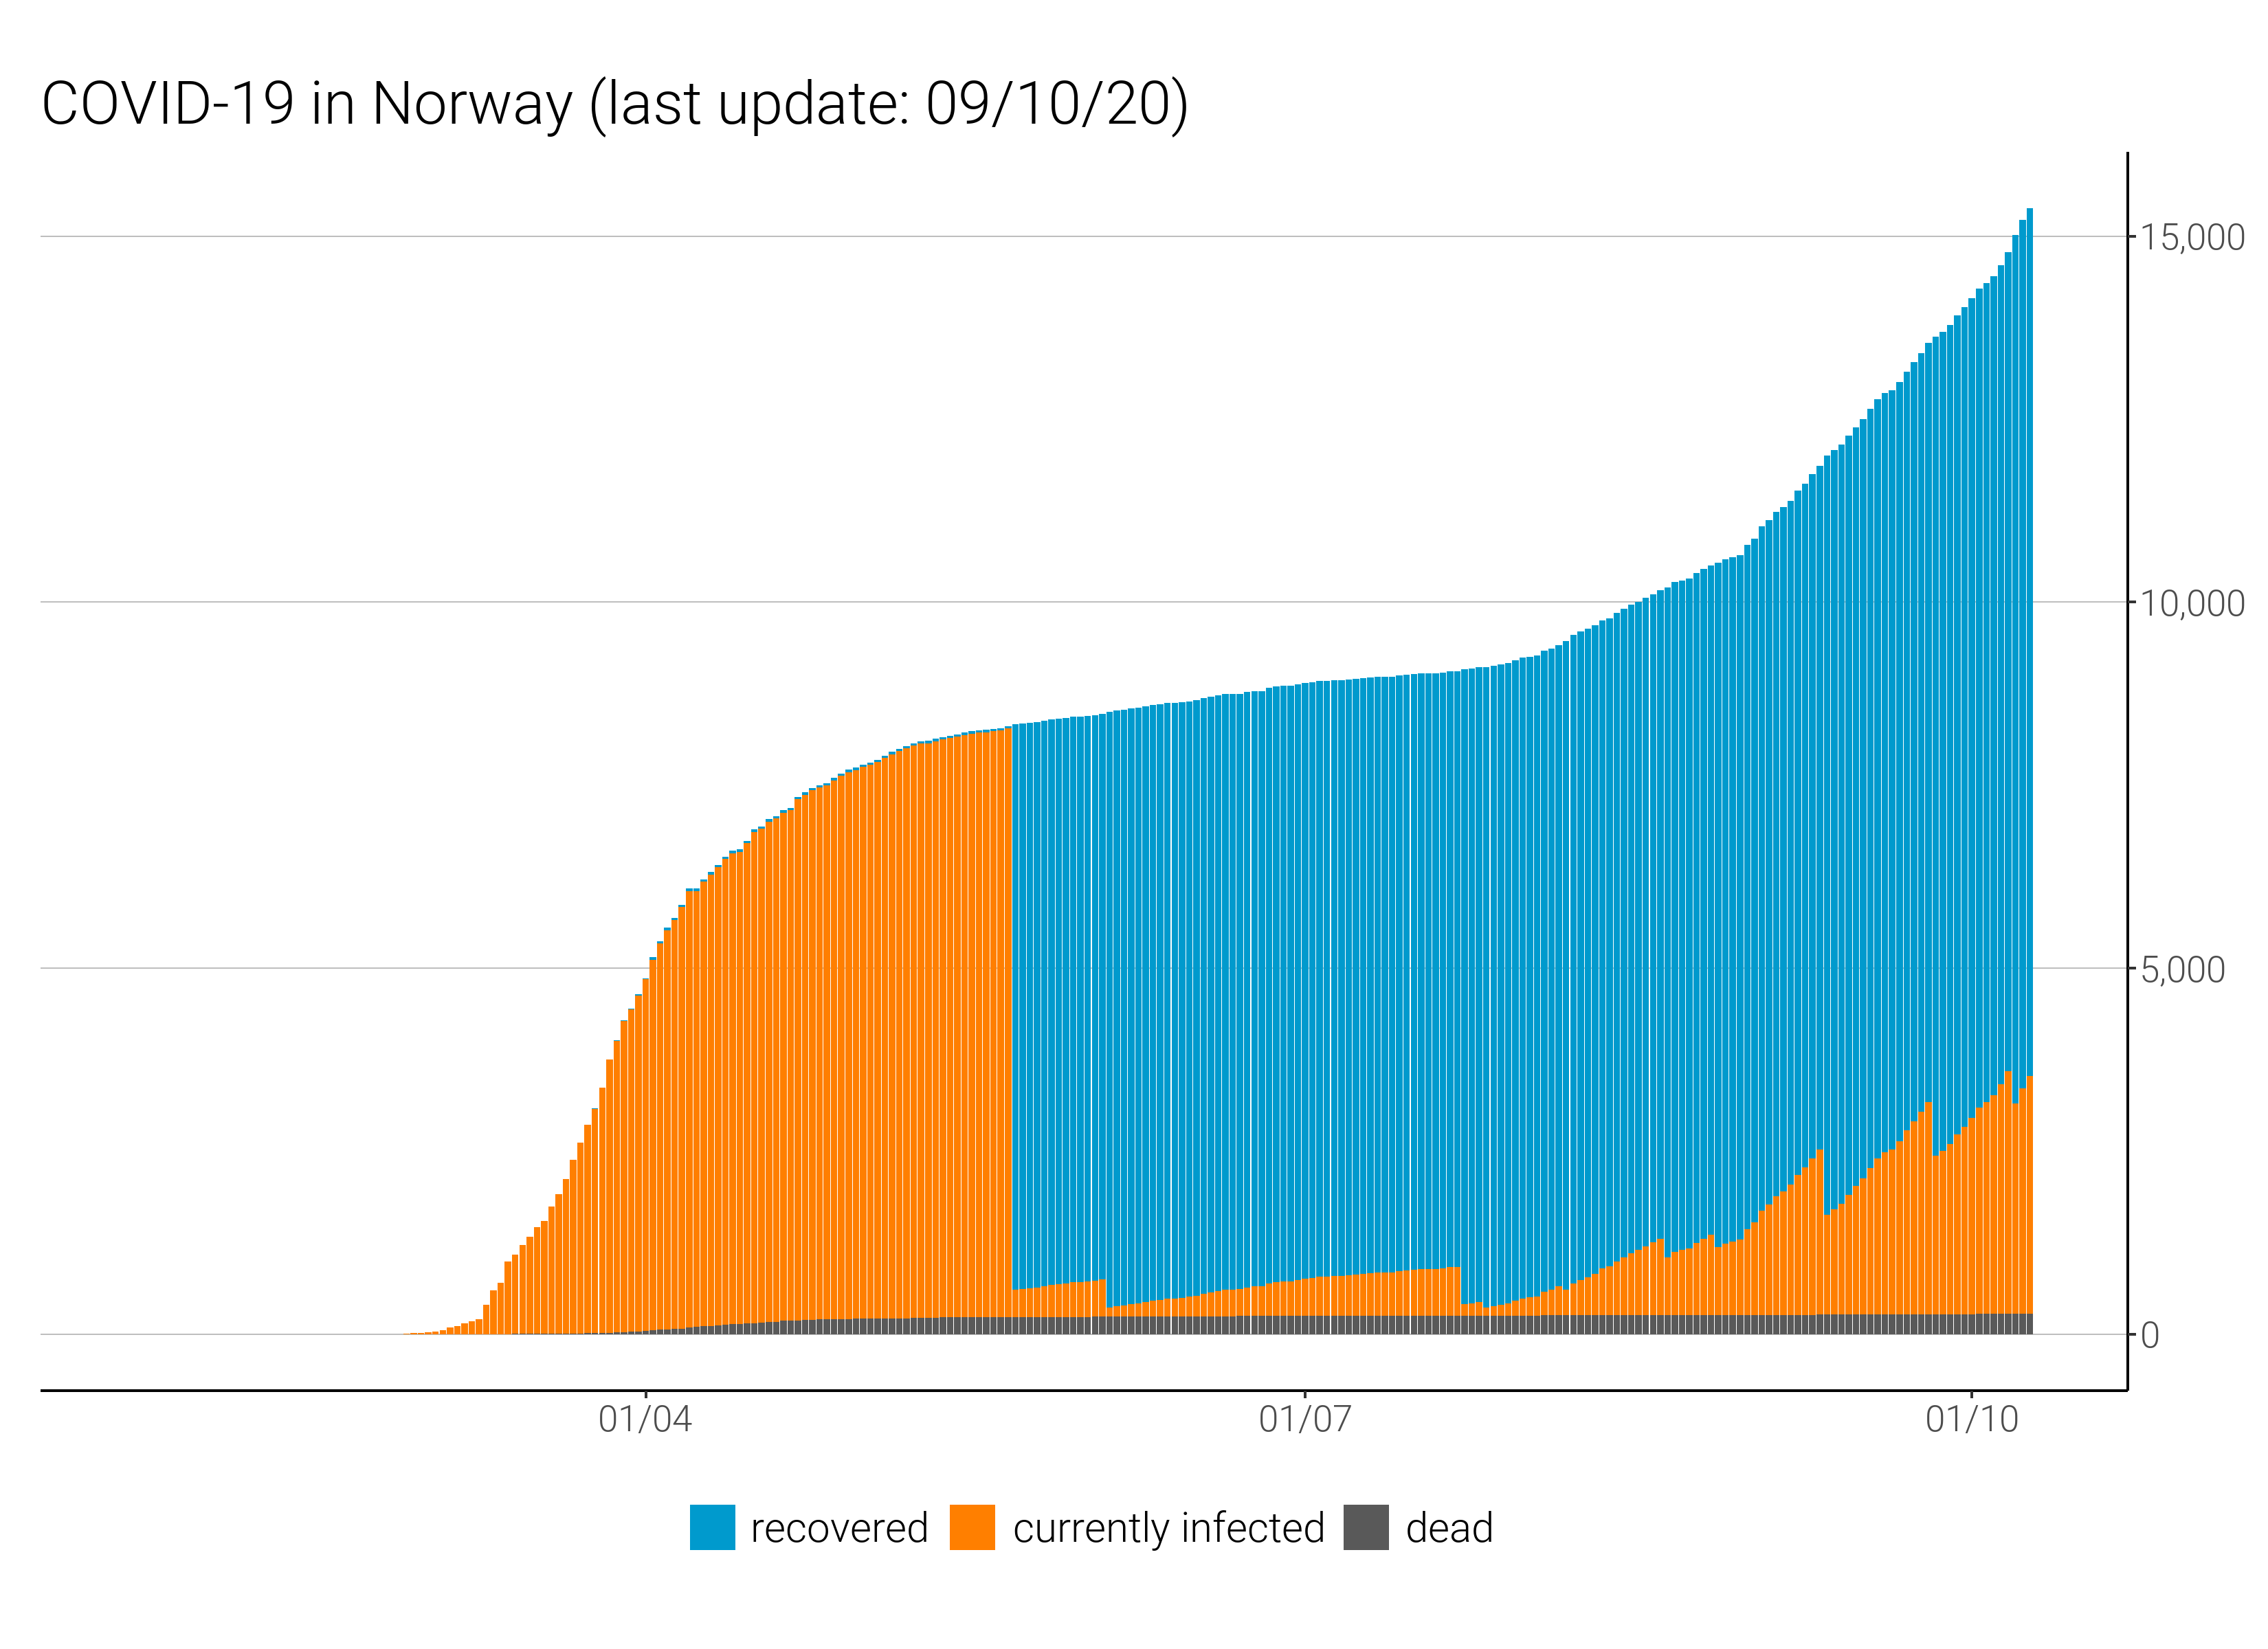 COVID-19 in Norway (last update: 09/10/20)
15,000
10,000
5,000
0
01/04 01/07 01/10
recovered currently infected dead